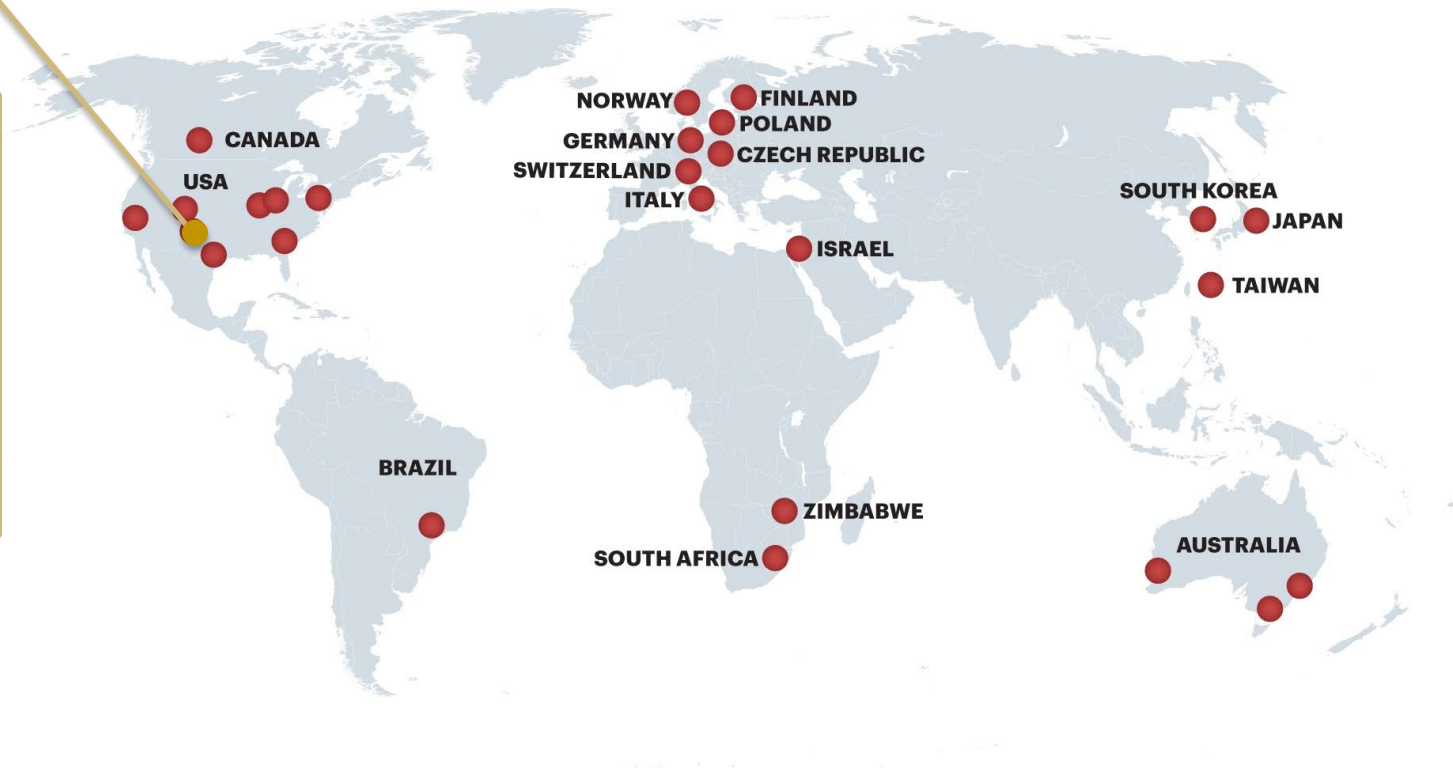 NORWAY
FINLAND
POLAND
CANADA
GERMANY
CZECH REPUBLIC
SWITZERLAND
USA
SOUTH KOREA
ITALY
JAPAN
ISRAEL
TAIWAN
BRAZIL
ZIMBABWE
AUSTRALIA
SOUTH AFRICA